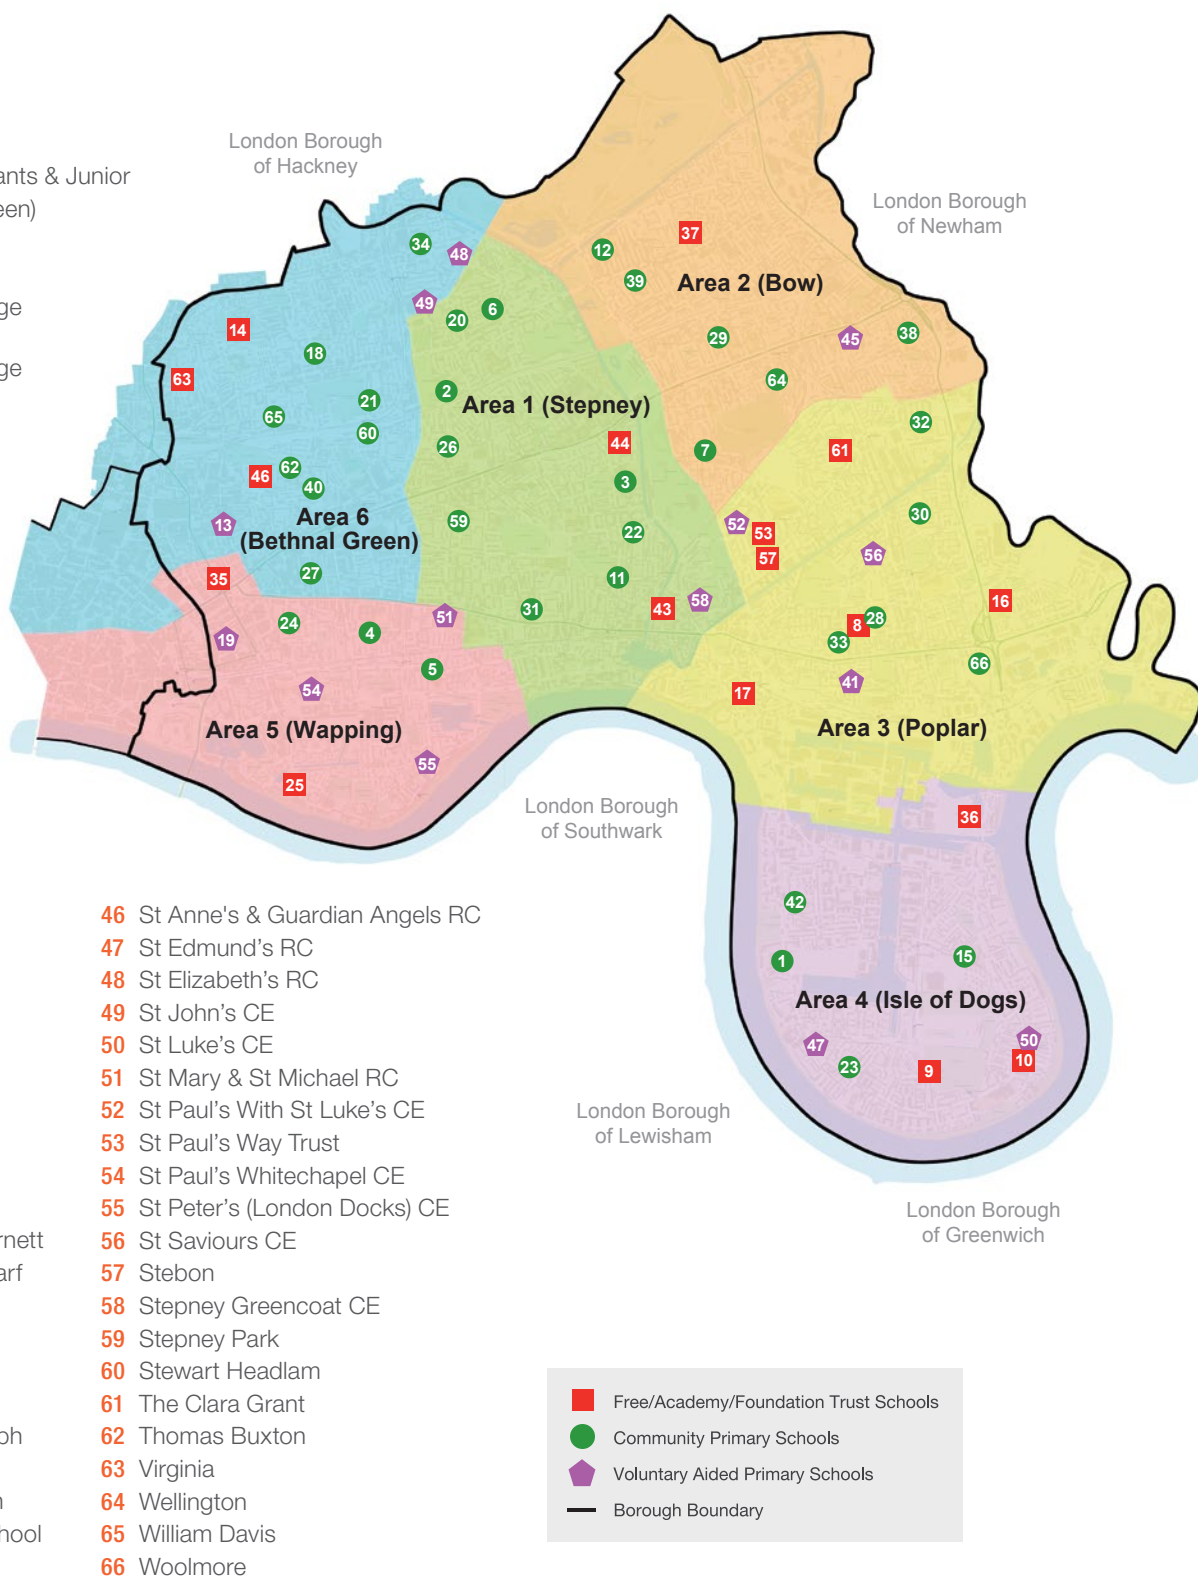 London Borough
of Hackney
ants & Junior
een)
London Borough
of Newham
ge
ge
34
48
12
37
39
Area 2 (Bow)
49
20
6
14
18
29
45
38
63
64
2
21
Area 1 (Stepney)
65
60
32
44
26
7
61
62
46
40
3
13
Area 6
(Bethnal Green)
59
52
53
30
22
57
56
35
27
11
16
58
43
31
51
28
8
24
4
19
33
66
5
41
54
17
Area 5 (Wapping)
Area 3 (Poplar)
55
25
London Borough
of Southwark
36
42
1
15
Area 4 (Isle of Dogs)
47
50
23
9
10
London Borough
of Lewisham
London Borough
of Greenwich
46 St Anne's & Guardian Angels RC
47 St Edmund's RC
48 St Elizabeth's RC
49 St John's CE
50 St Luke's CE
51 St Mary & St Michael RC
52 St Paul's With St Luke's CE
53 St Paul's Way Trust
54 St Paul's Whitechapel CE
55 St Peter's (London Docks) CE
rnett
56 St Saviours CE
arf
57 Stebon
58 Stepney Greencoat CE
59 Stepney Park
60 Stewart Headlam
61 The Clara Grant
ph
62 Thomas Buxton
63 Virginia
n
64 Wellington
hool
65 William Davis
66 Woolmore
Free/Academy/Foundation Trust Schools
Community Primary Schools
Voluntary Aided Primary Schools
Borough Boundary